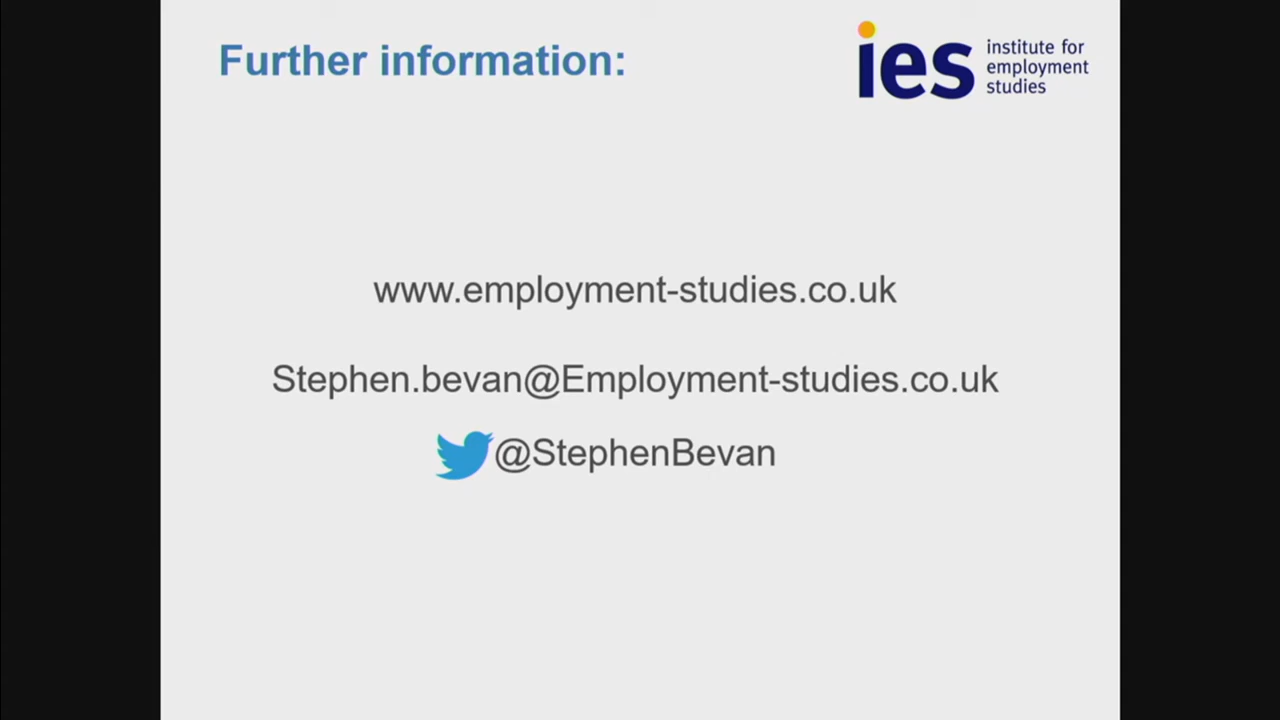 Further information:
ies
institute for
employment
studies
www.employment-studies.co.uk
Stephen.bevan@Employment-studies.co.uk
@StephenBevan